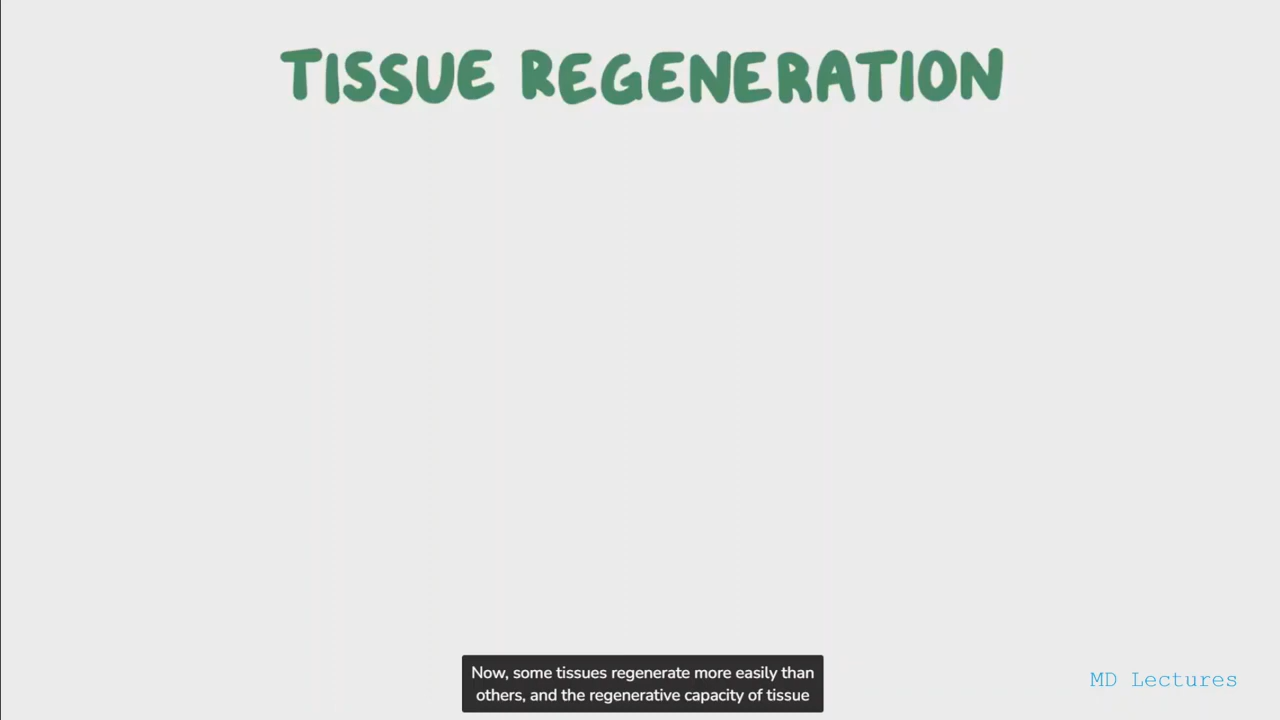 TISSUE REGENERATION
Now, some tissues regenerate more easily than
others, and the regenerative capacity of tissue
MD Lectures